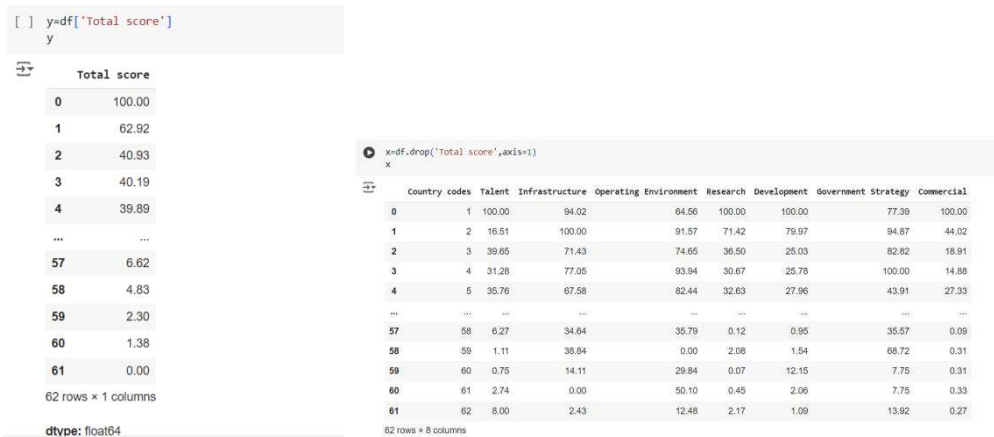 [ ] y=df['Total score']
y
Total score
0 100.00
1 62.92
2 40.93
3 40.19
4 39.89
... ...
57 6.62
58 4.83
59 2.30
60 1.38
61 0.00
62 rows × 1 columns
dtype: float64
x=df.drop('Total score',axis=1)
x
Country codes Talent Infrastructure Operating Environment Research Development Government Strategy Commercial
0 1 100.00 94.02 64.56 100.00 100.00 77.39 100.00
1 2 16.51 100.00 91.57 71.42 79.97 94.87 44.02
2 3 39.65 71.43 74.65 36.50 25.03 82.82 18.91
3 4 31.28 77.05 93.94 30.67 25.78 100.00 14.88
4 5 35.76 67.58 82.44 32.63 27.96 43.91 27.33
... ... ... ... ... ... ... ... ...
57 58 6.27 34.64 35.79 0.12 0.95 35.57 0.09
58 59 1.11 38.84 0.00 2.08 1.54 68.72 0.31
59 60 0.75 14.11 29.84 0.07 12.15 7.75 0.31
60 61 2.74 0.00 50.10 0.45 2.06 7.75 0.33
61 62 8.00 2.43 12.48 2.17 1.09 13.92 0.27
62 rows × 8 columns